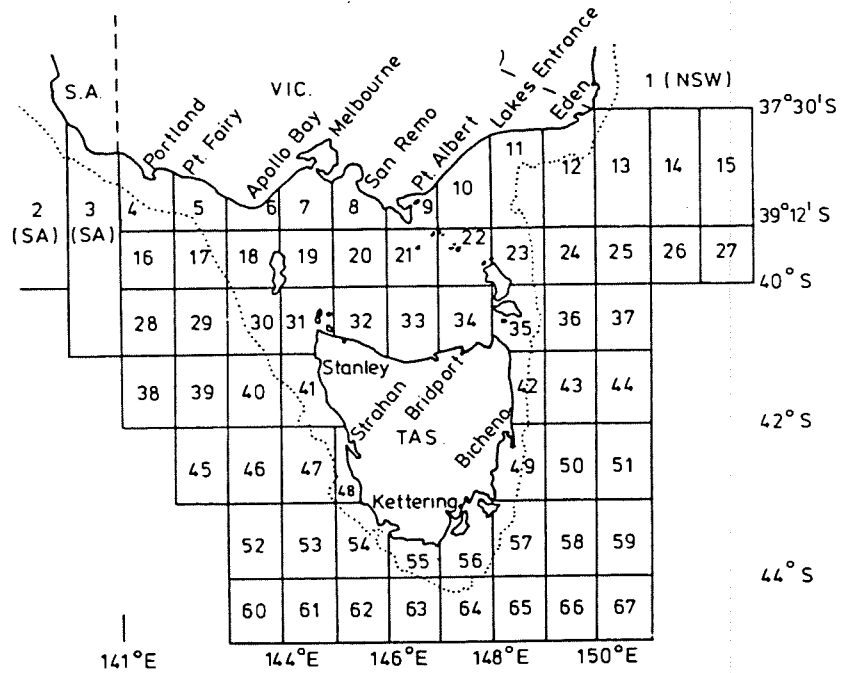 S.A.
VIC.
Portland
Pt. Fairy
Apollo Bay
Melbourne
San Remo
Pt. Albert
Lakes Entrance
Eden
1 (NSW)
37°30'S
11
12 13 14 15
10
2
(SA)
3
(SA)
4 5 6 7 8 9
39°12'S
16 17 18 19 20 21 22 23 24 25 26 27
40°S
28 29 30 31 32 33 34 35 36 37
Stanley
Strahan
Bridport
38 39 40 41 42 43 44
42°S
TAS.
Bicheno
45 46 47 48 49 50 51
Kettering
52 53 54 55 56 57 58 59
44°S
60 61 62 63 64 65 66 67
141°E 144°E 146°E 148°E 150°E